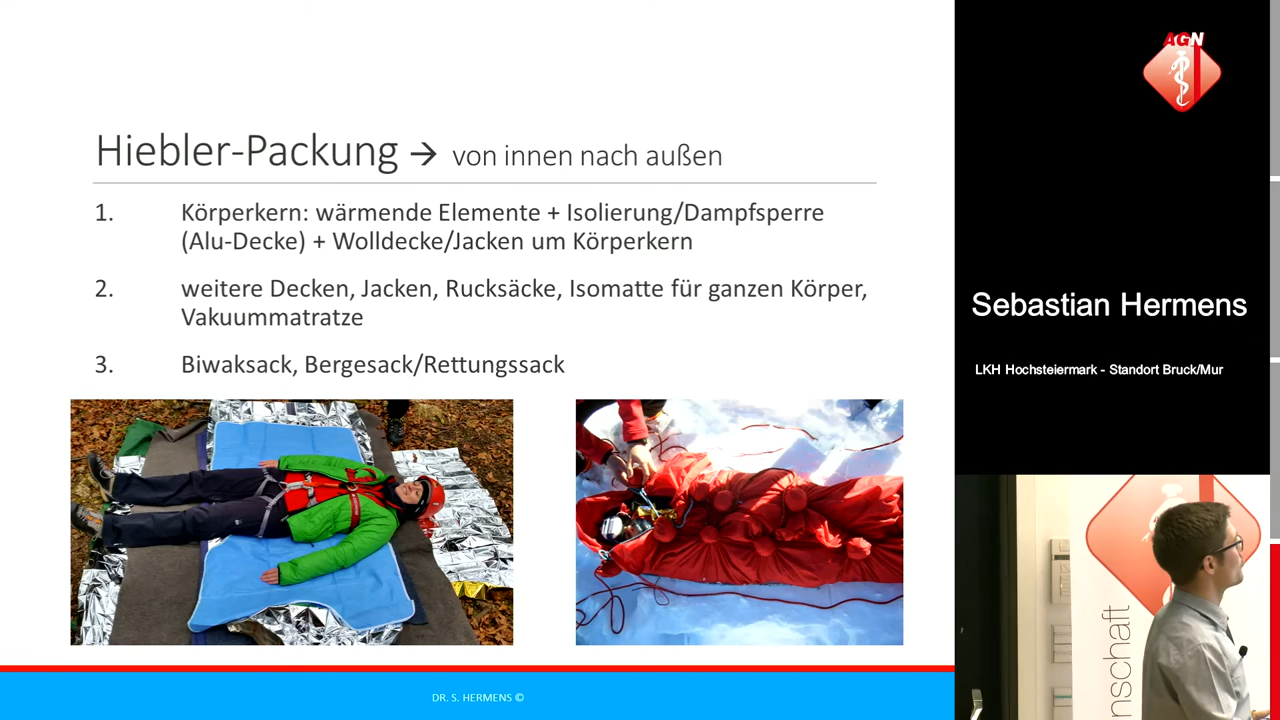 Hiebler-Packung → von innen nach außen
1. Körperkern: wärmende Elemente + Isolierung/Dampfsperre
(Alu-Decke) + Wolldecke/Jacken um Körperkern
2. weitere Decken, Jacken, Rucksäcke, Isomatte für ganzen Körper,
Vakuummatratze
3. Biwaksack, Bergesack/Rettungssack
DR. S. HERMENS ©
AGN
Sebastian Hermens
LKH Hochsteiermark - Standort Bruck/Mur
nschaft